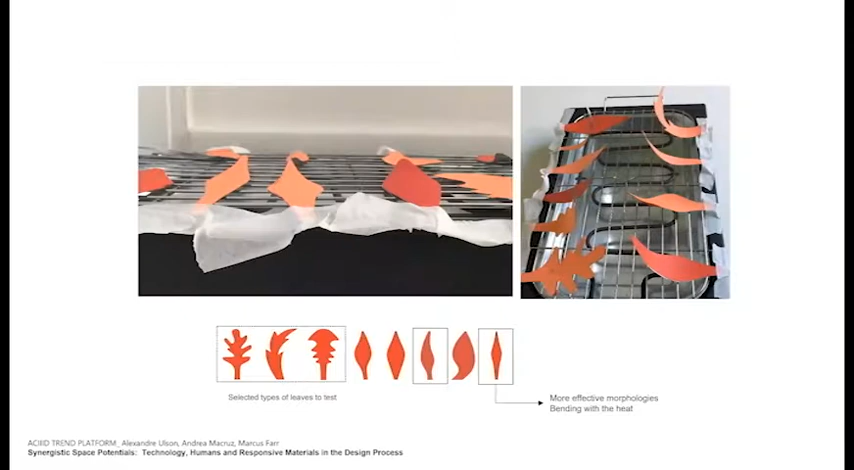 Selected types of leaves to test
More effective morphologies
Bending with the heat
ACIIID TREND PLATFORM_ Alexandre Ulson, Andrea Macruz, Marcus Farr
Synergistic Space Potentials: Technology, Humans and Responsive Materials in the Design Process